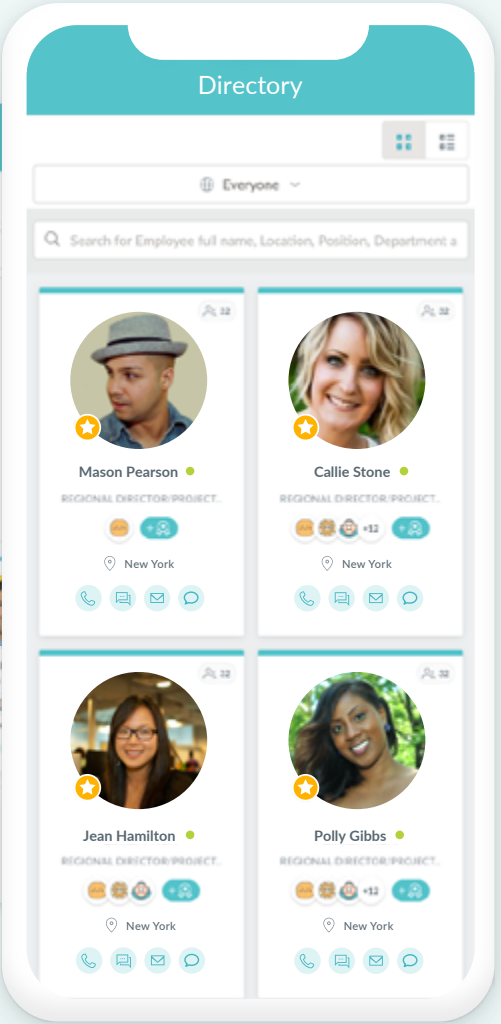 Directory
Everyone
Search for Employee full name, Location, Position, Department a
32
32
Mason Pearson
Callie Stone
REGIONAL DIRECTOR/PROJECT...
REGIONAL DIRECTOR/PROJECT...
+
+12 +
New York
New York
32
32
Jean Hamilton
Polly Gibbs
REGIONAL DIRECTOR/PROJECT...
REGIONAL DIRECTOR/PROJECT...
+
+12 +
New York
New York